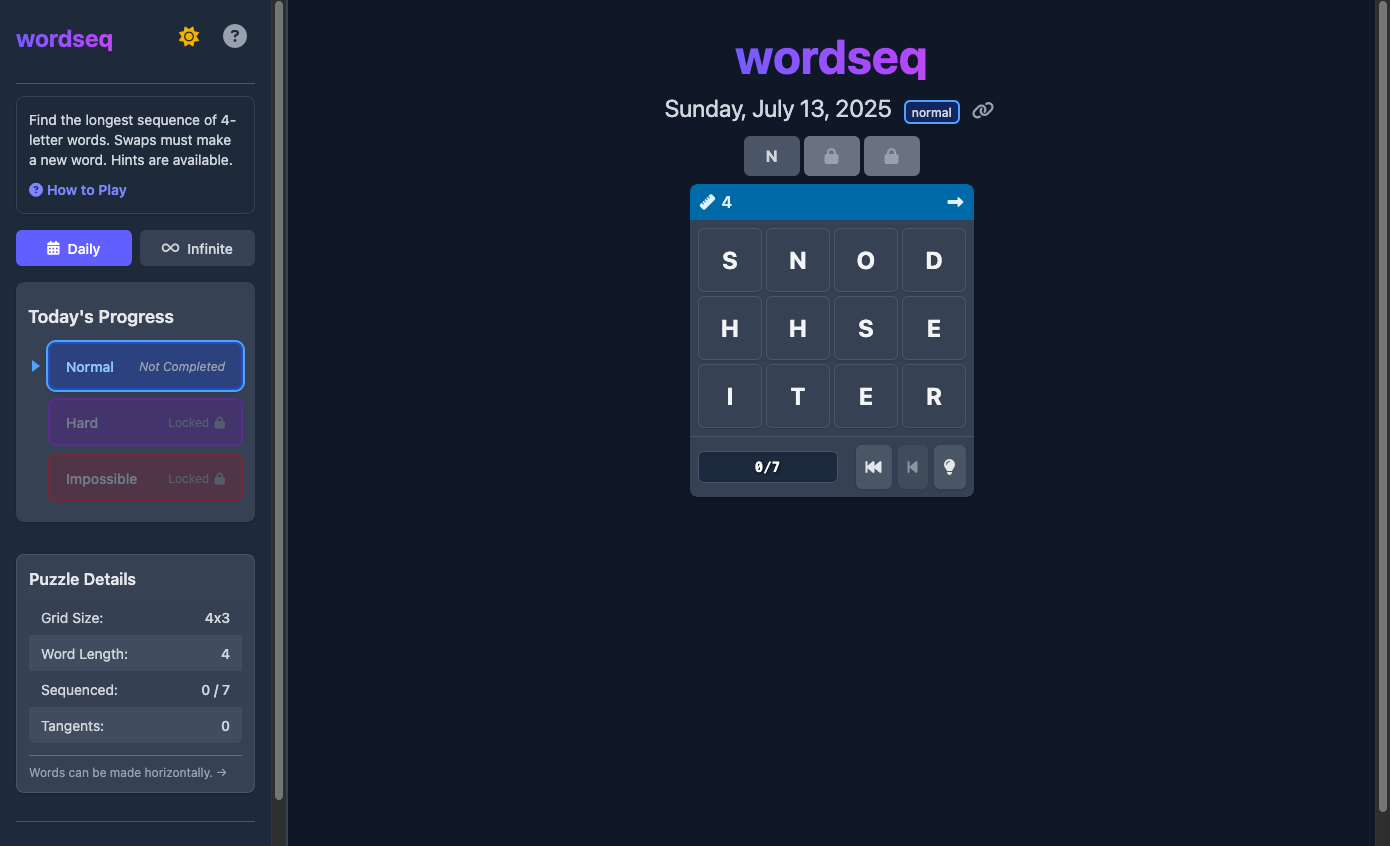 wordseq
?
Find the longest sequence of 4-
letter words. Swaps must make
a new word. Hints are available.
? How to Play
Daily
Infinite
Today's Progress
Normal Not Completed
Hard Locked
Impossible Locked
Puzzle Details
Grid Size: 4x3
Word Length: 4
Sequenced: 0 / 7
Tangents: 0
Words can be made horizontally. →
wordseq
Sunday, July 13, 2025 normal
N
4
S N O D
H H S E
I T E R
0/7